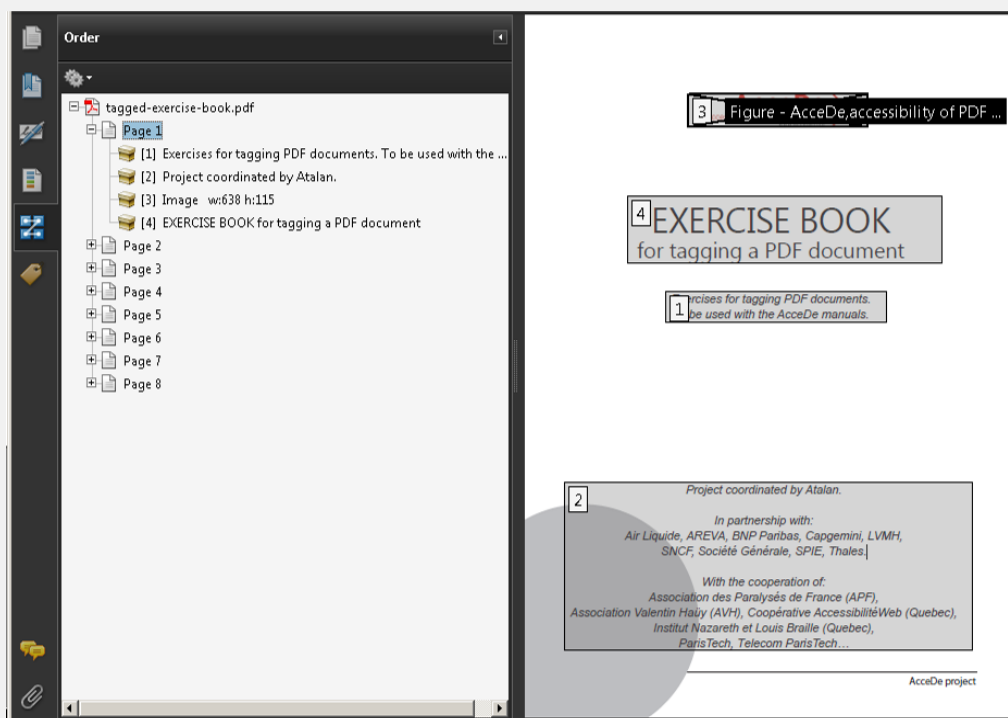 Order
tagged-exercise-book.pdf
Page 1
[1] Exercises for tagging PDF documents. To be used with the ...
[2] Project coordinated by Atalan.
[3] Image w:638 h:115
[4] EXERCISE BOOK for tagging a PDF document
Page 2
Page 3
Page 4
Page 5
Page 6
Page 7
Page 8
3 Figure - AcceDe,accessibility of PDF ...
4 EXERCISE BOOK
for tagging a PDF document
1
ercises for tagging PDF documents.
be used with the AcceDe manuals.
2
Project coordinated by Atalan.
In partnership with:
Air Liquide, AREVA, BNP Paribas, Capgemini, LVMH,
SNCF, Société Générale, SPIE, Thales.
With the cooperation of:
Association des Paralysés de France (APF),
Association Valentin Haüy (AVH), Coopérative AccessibilitéWeb (Quebec),
Institut Nazareth et Louis Braille (Quebec),
ParisTech, Telecom ParisTech…
AcceDe project